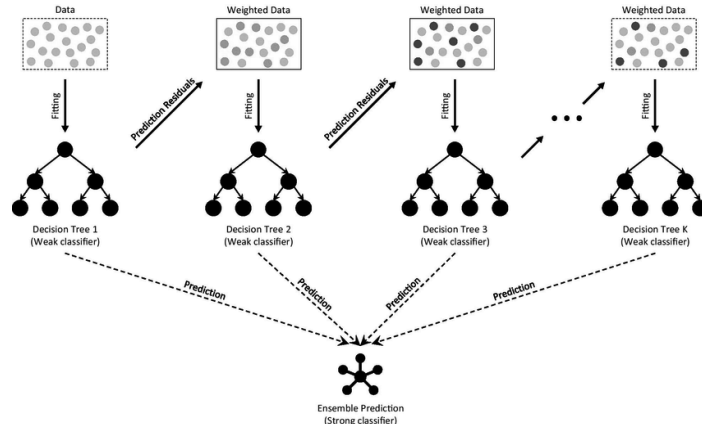 Data
Weighted Data
Weighted Data
Weighted Data
Fitting
Prediction Residuals
Fitting
Prediction Residuals
Fitting
...
Fitting
Decision Tree 1
(Weak classifier)
Decision Tree 2
(Weak classifier)
Decision Tree 3
(Weak classifier)
Decision Tree K
(Weak classifier)
Prediction
Prediction
Prediction
Prediction
Ensemble Prediction
(Strong classifier)